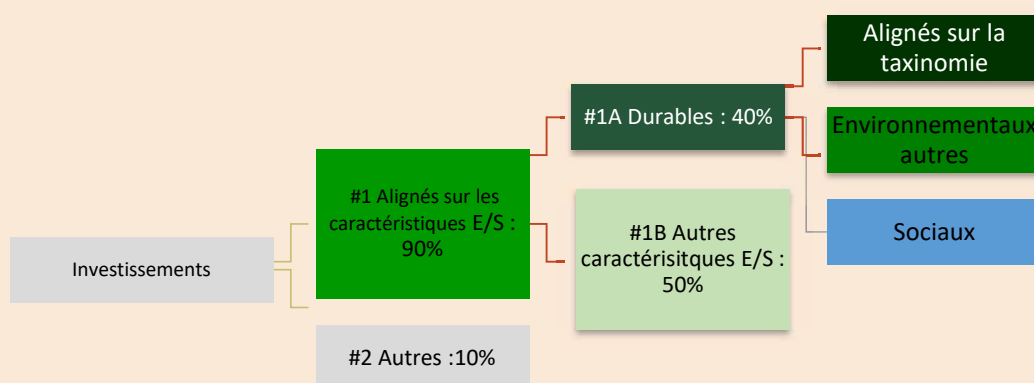 Alignés sur la
taxinomie
#1A Durables : 40%
Environnementaux
autres
#1 Alignés sur les
caractéristiques E/S :
90%
#1B Autres
caractérisitques E/S :
50%
Sociaux
Investissements
#2 Autres :10%